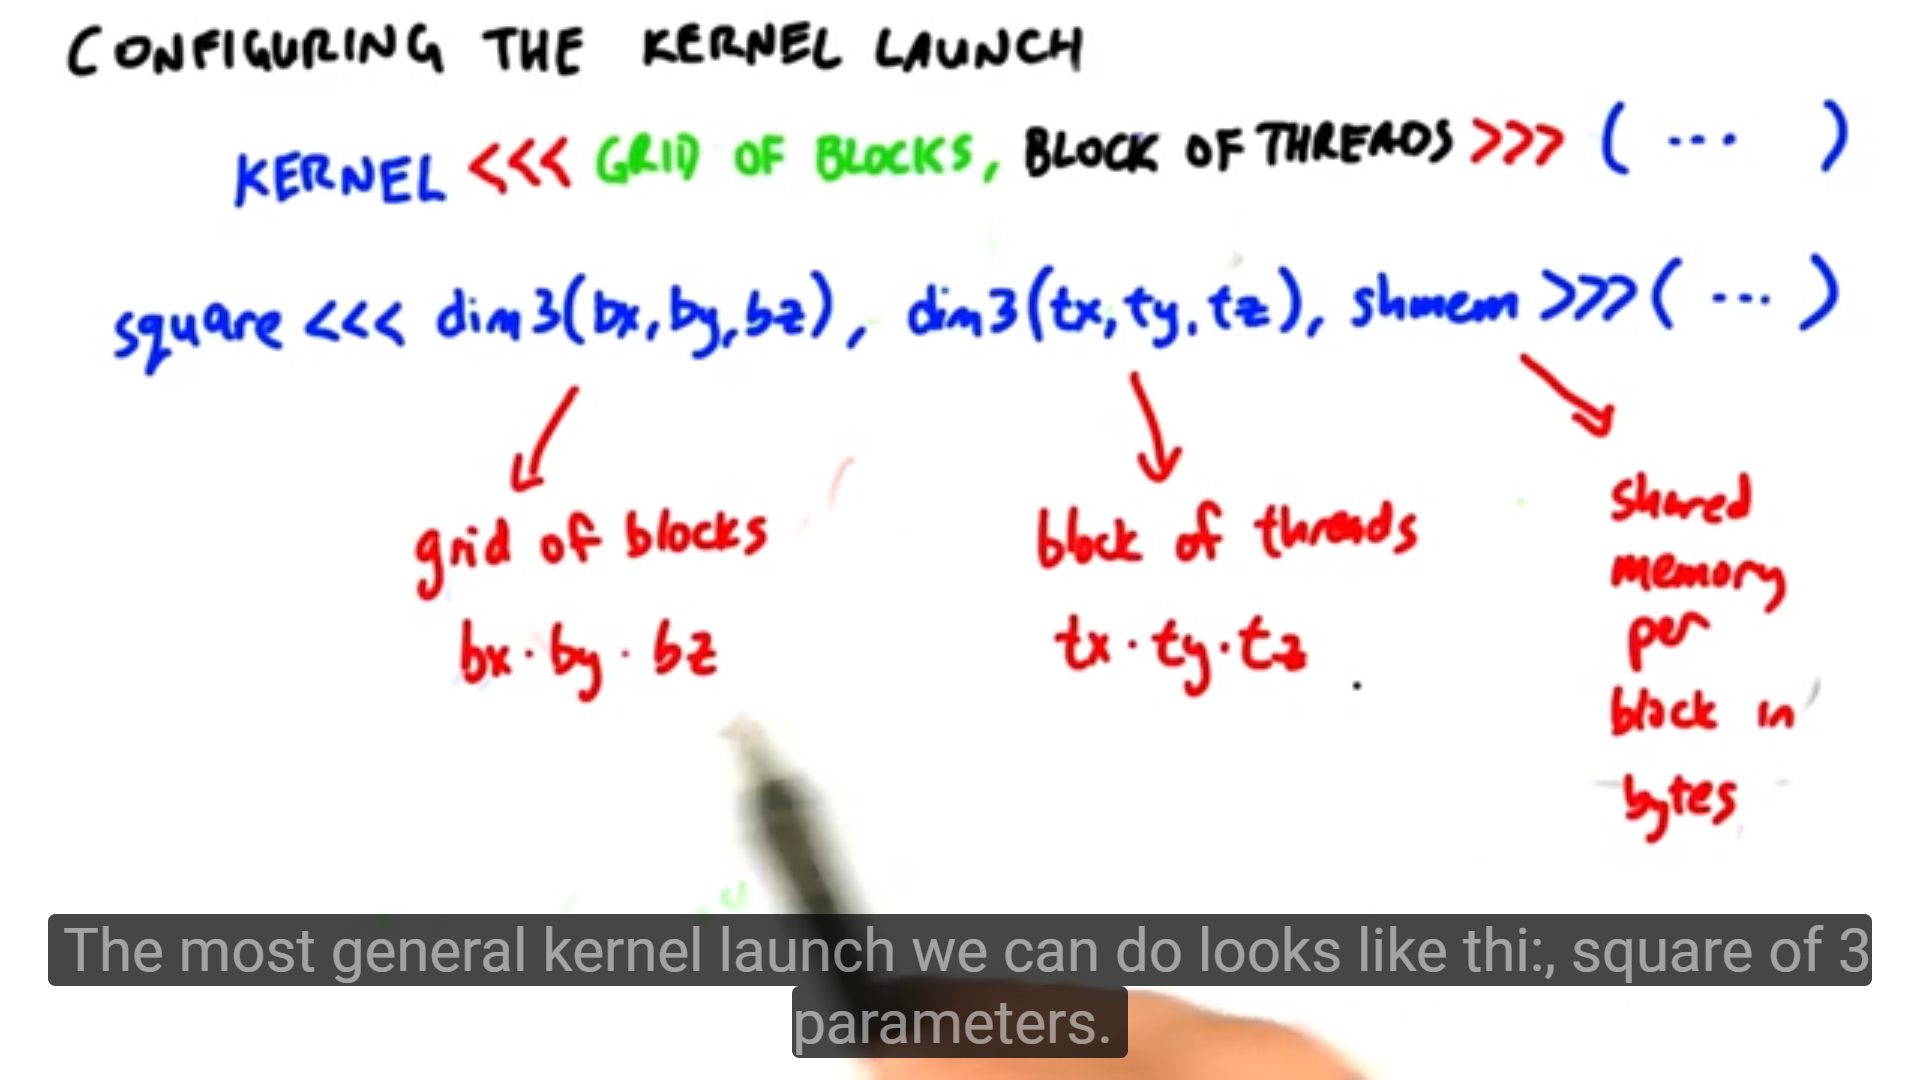 CONFIGURING THE KERNEL LAUNCH
KERNEL <<< GRID OF BLOCKS, BLOCK OF THREADS >>> ( ... )
square <<< dim3(bx,by,bz), dim3(tx,ty,tz), shmem >>> ( ... )
grid of blocks
bx · by · bz
block of threads
tx · ty · tz
shared
memory
per
block in
bytes
The most general kernel launch we can do looks like thi:, square of 3
parameters.